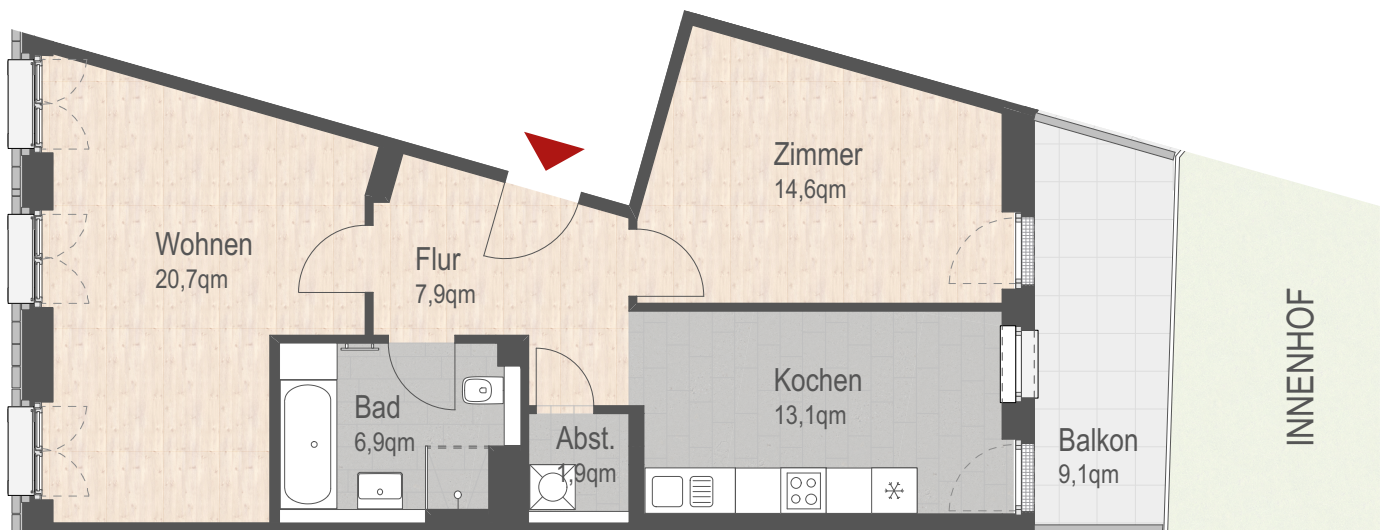 Zimmer
14,6qm
Wohnen
20,7qm
Flur
7,9qm
Kochen
13,1qm
Bad
6,9qm
Abst.
1,9qm
Balkon
9,1qm
INNENHOF